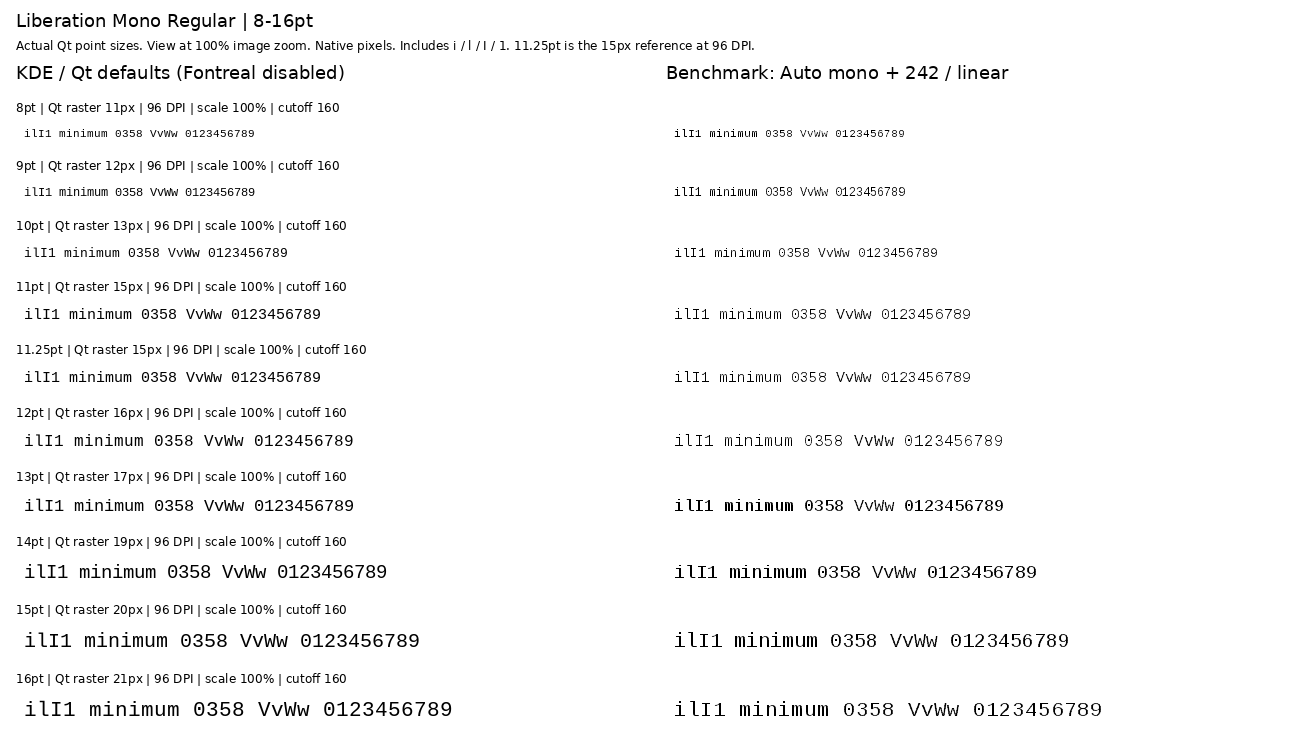 Liberation Mono Regular | 8-16pt
Actual Qt point sizes. View at 100% image zoom. Native pixels. Includes i / l / I / 1. 11.25pt is the 15px reference at 96 DPI.
KDE / Qt defaults (Fontreal disabled)
Benchmark: Auto mono + 242 / linear
8pt | Qt raster 11px | 96 DPI | scale 100% | cutoff 160
ilI1 minimum 0358 VvWw 0123456789
ilI1 minimum 0358 VvWw 0123456789
9pt | Qt raster 12px | 96 DPI | scale 100% | cutoff 160
ilI1 minimum 0358 VvWw 0123456789
ilI1 minimum 0358 VvWw 0123456789
10pt | Qt raster 13px | 96 DPI | scale 100% | cutoff 160
ilI1 minimum 0358 VvWw 0123456789
ilI1 minimum 0358 VvWw 0123456789
11pt | Qt raster 15px | 96 DPI | scale 100% | cutoff 160
ilI1 minimum 0358 VvWw 0123456789
ilI1 minimum 0358 VvWw 0123456789
11.25pt | Qt raster 15px | 96 DPI | scale 100% | cutoff 160
ilI1 minimum 0358 VvWw 0123456789
ilI1 minimum 0358 VvWw 0123456789
12pt | Qt raster 16px | 96 DPI | scale 100% | cutoff 160
ilI1 minimum 0358 VvWw 0123456789
ilI1 minimum 0358 VvWw 0123456789
13pt | Qt raster 17px | 96 DPI | scale 100% | cutoff 160
ilI1 minimum 0358 VvWw 0123456789
ilI1 minimum 0358 VvWw 0123456789
14pt | Qt raster 19px | 96 DPI | scale 100% | cutoff 160
ilI1 minimum 0358 VvWw 0123456789
ilI1 minimum 0358 VvWw 0123456789
15pt | Qt raster 20px | 96 DPI | scale 100% | cutoff 160
ilI1 minimum 0358 VvWw 0123456789
ilI1 minimum 0358 VvWw 0123456789
16pt | Qt raster 21px | 96 DPI | scale 100% | cutoff 160
ilI1 minimum 0358 VvWw 0123456789
ilI1 minimum 0358 VvWw 0123456789